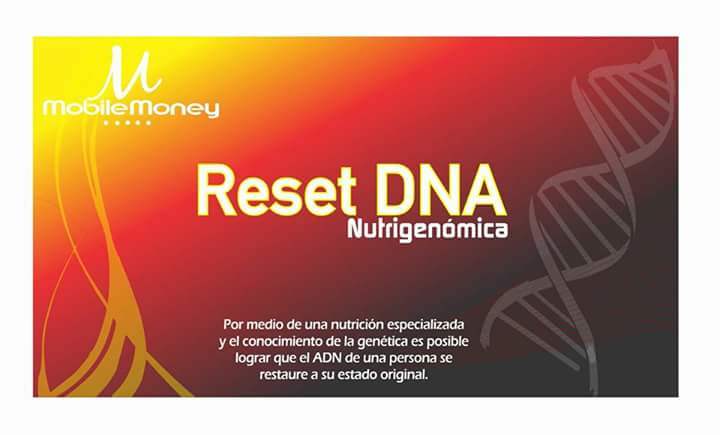 M
MobileMoney
Reset DNA
Nutrigenómica
Por medio de una nutrición especializada
y el conocimiento de la genética es posible
lograr que el ADN de una persona se
restaure a su estado original.